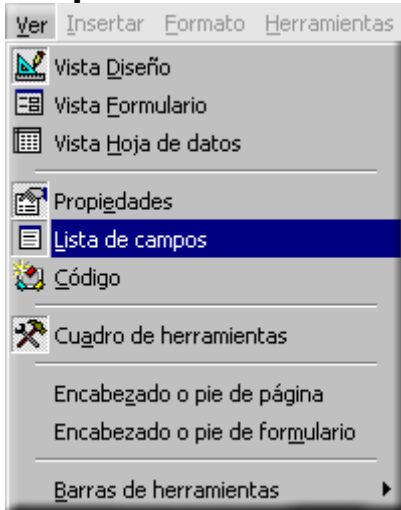 Ver Insertar Formato Herramientas
Vista Diseño
Vista Formulario
Vista Hoja de datos
Propiedades
Lista de campos
Código
Cuadro de herramientas
Encabezado o pie de página
Encabezado o pie de formulario
Barras de herramientas